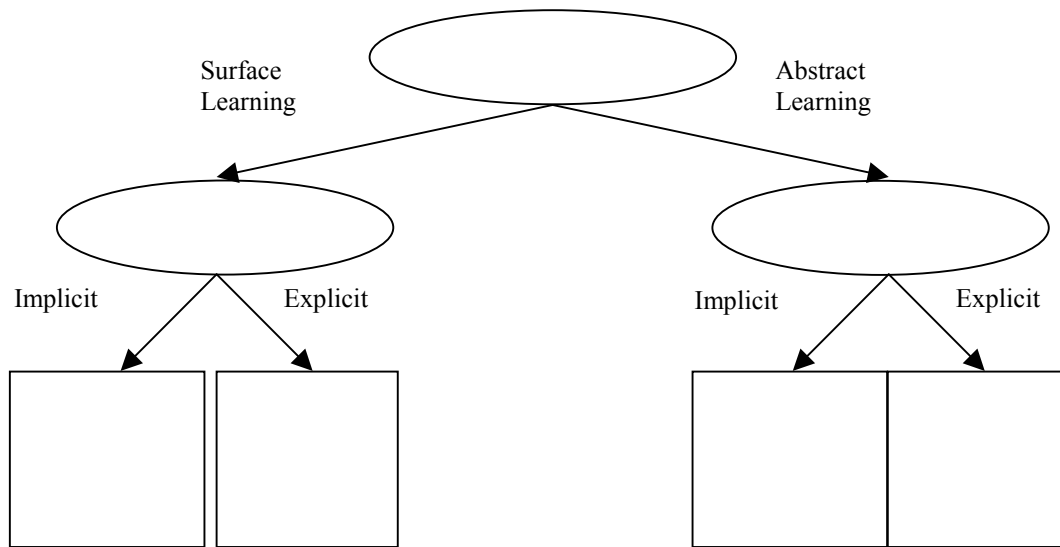 Surface
Learning
Abstract
Learning
Implicit
Explicit
Implicit
Explicit